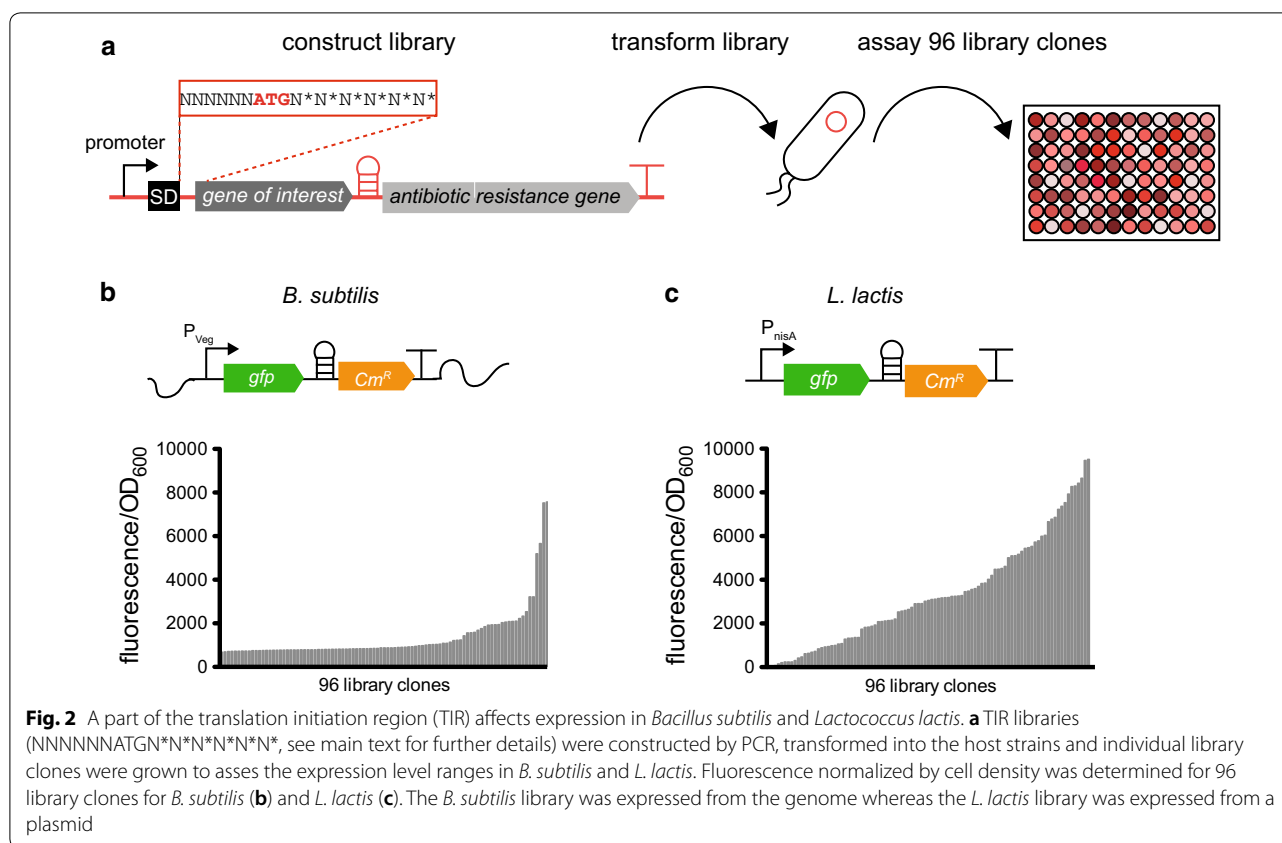 a
construct library
transform library
assay 96 library clones
NNNNNNATGN*N*N*N*N*N*
promoter
SD
gene of interest
antibiotic resistance gene
b
B. subtilis
PVeg
gfp
CmR
fluorescence/OD600
10000
8000
6000
4000
2000
0
96 library clones
c
L. lactis
PnisA
gfp
CmR
fluorescence/OD600
10000
8000
6000
4000
2000
0
96 library clones
Fig. 2 A part of the translation initiation region (TIR) affects expression in Bacillus subtilis and Lactococcus lactis. a TIR libraries
(NNNNNNATGN*N*N*N*N*N*, see main text for further details) were constructed by PCR, transformed into the host strains and individual library
clones were grown to asses the expression level ranges in B. subtilis and L. lactis. Fluorescence normalized by cell density was determined for 96
library clones for B. subtilis (b) and L. lactis (c). The B. subtilis library was expressed from the genome whereas the L. lactis library was expressed from a
plasmid